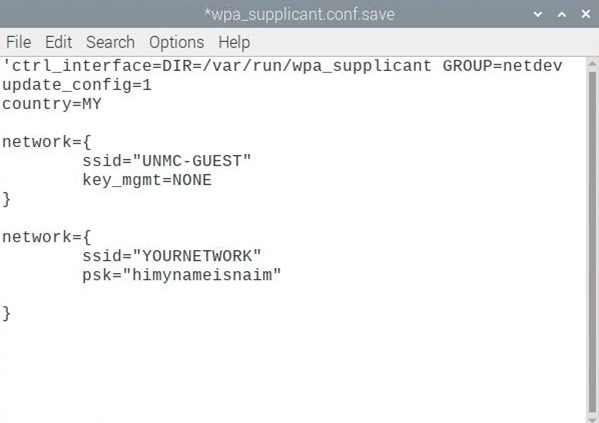 *wpa_supplicant.conf.save
File Edit Search Options Help
'ctrl_interface=DIR=/var/run/wpa_supplicant GROUP=netdev
update_config=1
country=MY
network={
ssid="UNMC-GUEST"
key_mgmt=NONE
}
network={
ssid="YOURNETWORK"
psk="himynameisnaim"
}